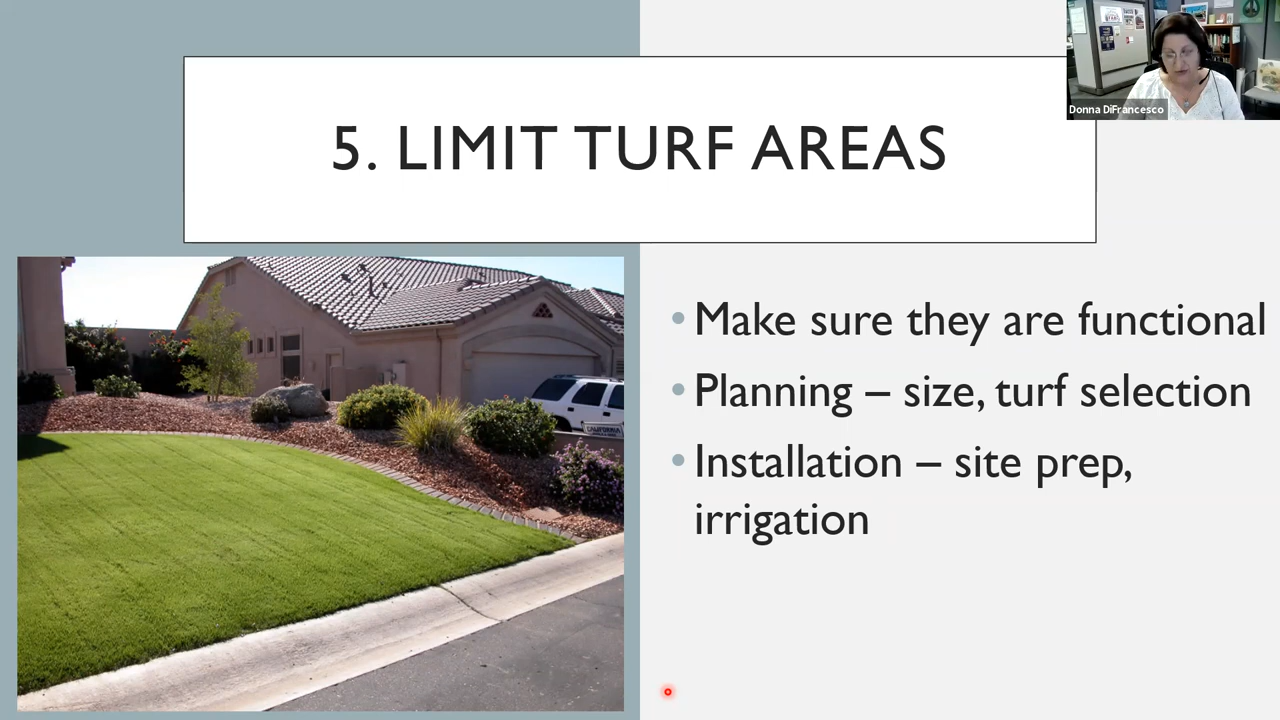 5. LIMIT TURF AREAS
Donna DiFrancesco
• Make sure they are functional
• Planning – size, turf selection
• Installation – site prep,
irrigation